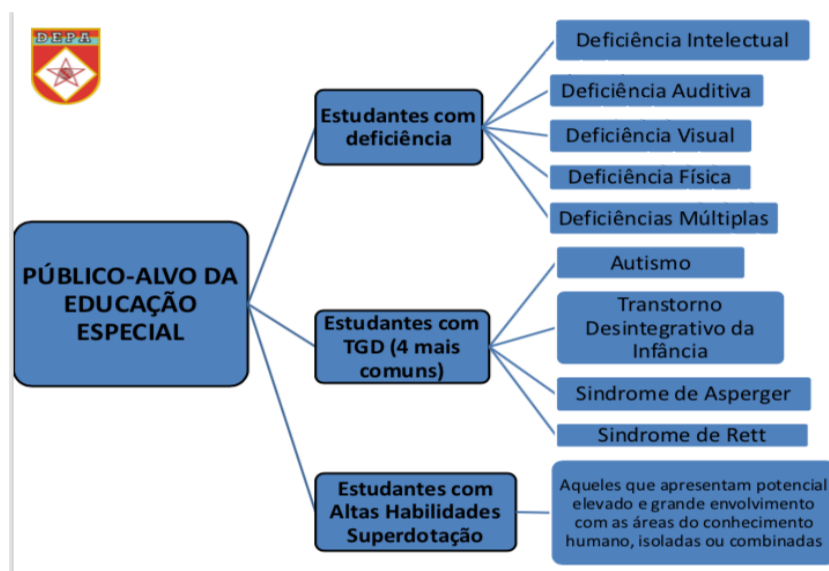 DEPA
PÚBLICO-ALVO DA
EDUCAÇÃO
ESPECIAL
Estudantes com
deficiência
Deficiência Intelectual
Deficiência Auditiva
Deficiência Visual
Deficiência Física
Deficiências Múltiplas
Estudantes com
TGD (4 mais
comuns)
Autismo
Transtorno
Desintegrativo da
Infância
Sindrome de Asperger
Sindrome de Rett
Estudantes com
Altas Habilidades
Superdotação
Aqueles que apresentam potencial
elevado e grande envolvimento
com as áreas do conhecimento
humano, isoladas ou combinadas